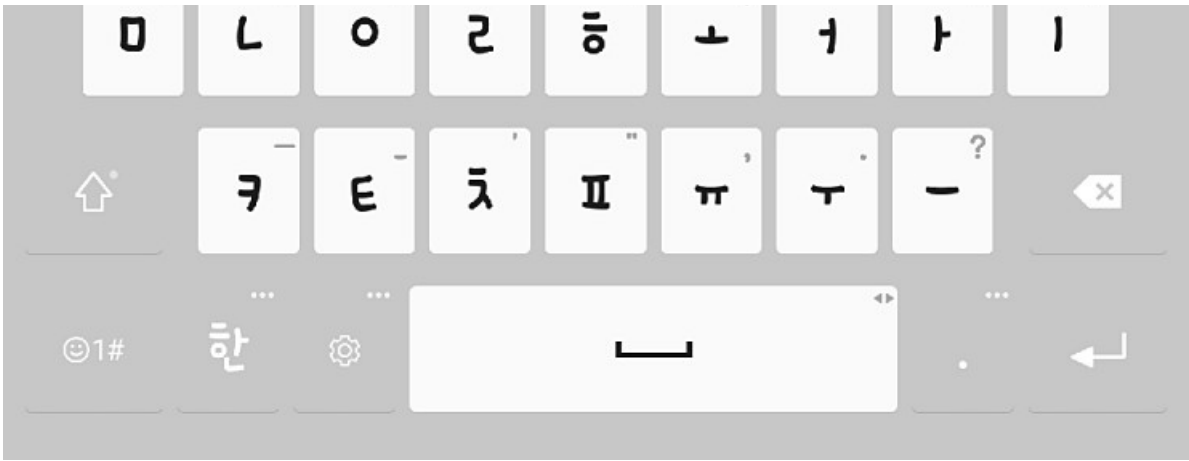 ㅁ ㄴ ㅇ ㄹ ㅎ ㅗ ㅓ ㅏ ㅣ
ㅋ — ㅌ - ㅊ ' ㅍ " ㅠ , ㅜ . ㅡ ?
☺1# 한 .